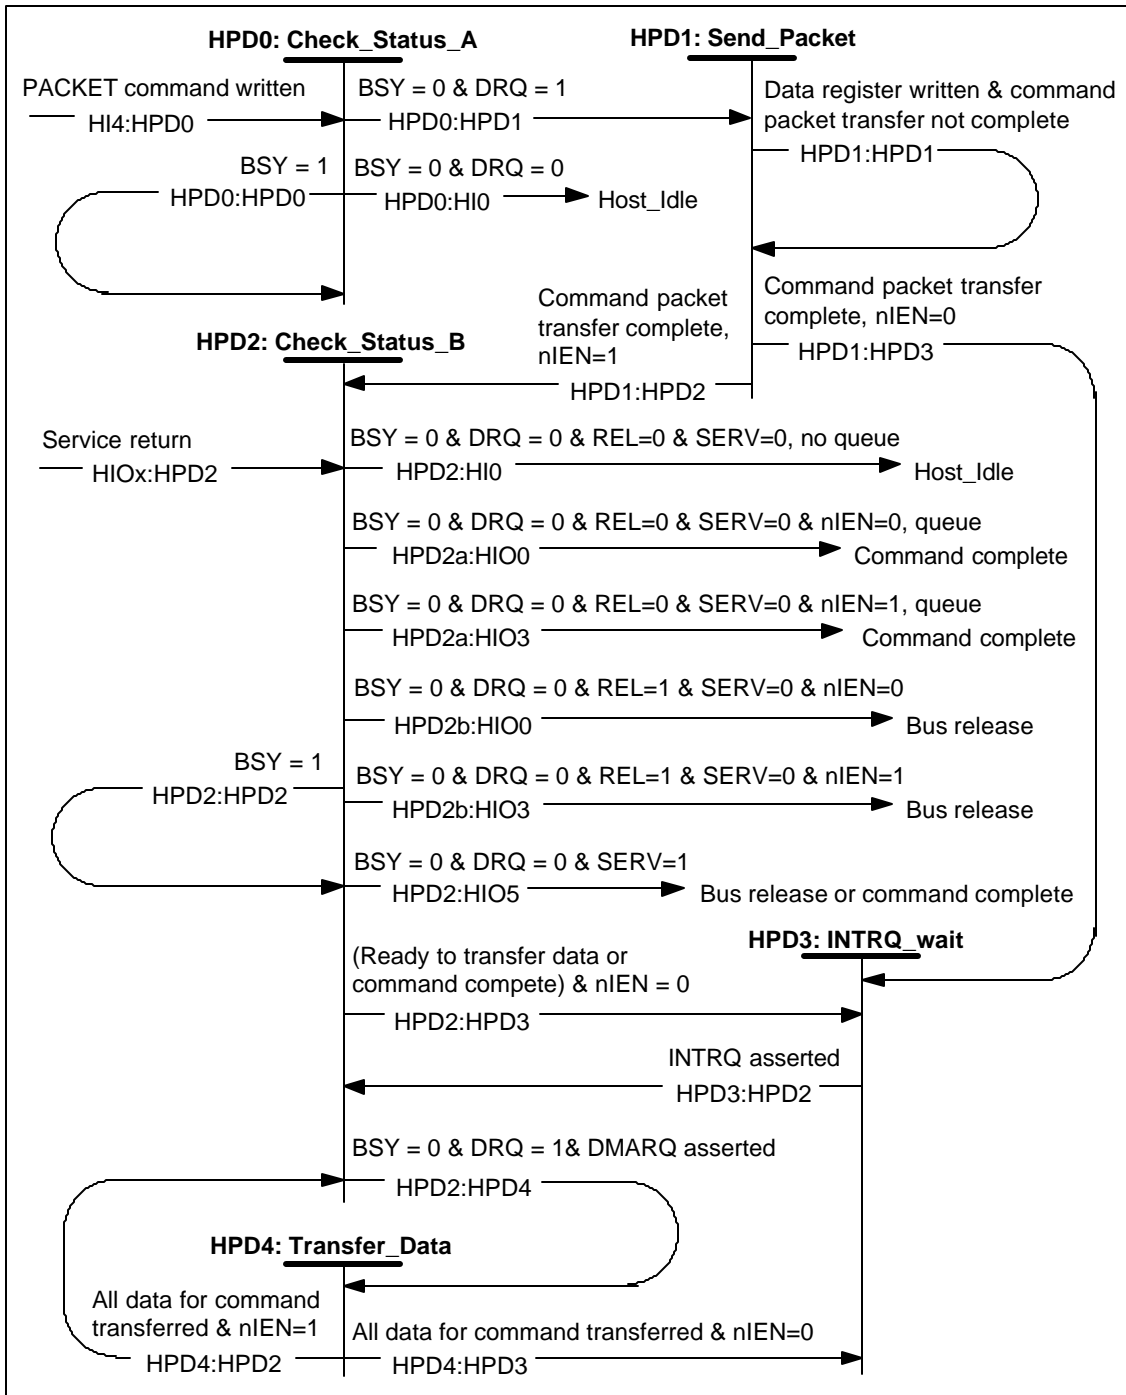 HPD0: Check_Status_A
HPD1: Send_Packet
PACKET command written
HI4:HPD0
BSY = 0 & DRQ = 1
HPD0:HPD1
Data register written & command
packet transfer not complete
HPD1:HPD1
BSY = 1
HPD0:HPD0
BSY = 0 & DRQ = 0
HPD0:HI0
Host_Idle
Command packet
transfer complete,
nIEN=1
HPD1:HPD2
Command packet transfer
complete, nIEN=0
HPD1:HPD3
HPD2: Check_Status_B
Service return
HIOx:HPD2
BSY = 0 & DRQ = 0 & REL=0 & SERV=0, no queue
HPD2:HI0
Host_Idle
BSY = 0 & DRQ = 0 & REL=0 & SERV=0 & nIEN=0, queue
HPD2a:HIO0
Command complete
BSY = 0 & DRQ = 0 & REL=0 & SERV=0 & nIEN=1, queue
HPD2a:HIO3
Command complete
BSY = 0 & DRQ = 0 & REL=1 & SERV=0 & nIEN=0
HPD2b:HIO0
Bus release
BSY = 1
HPD2:HPD2
BSY = 0 & DRQ = 0 & REL=1 & SERV=0 & nIEN=1
HPD2b:HIO3
Bus release
BSY = 0 & DRQ = 0 & SERV=1
HPD2:HIO5
Bus release or command complete
HPD3: INTRQ_wait
(Ready to transfer data or
command compete) & nIEN = 0
HPD2:HPD3
INTRQ asserted
HPD3:HPD2
BSY = 0 & DRQ = 1& DMARQ asserted
HPD2:HPD4
HPD4: Transfer_Data
All data for command
transferred & nIEN=1
HPD4:HPD2
All data for command transferred & nIEN=0
HPD4:HPD3